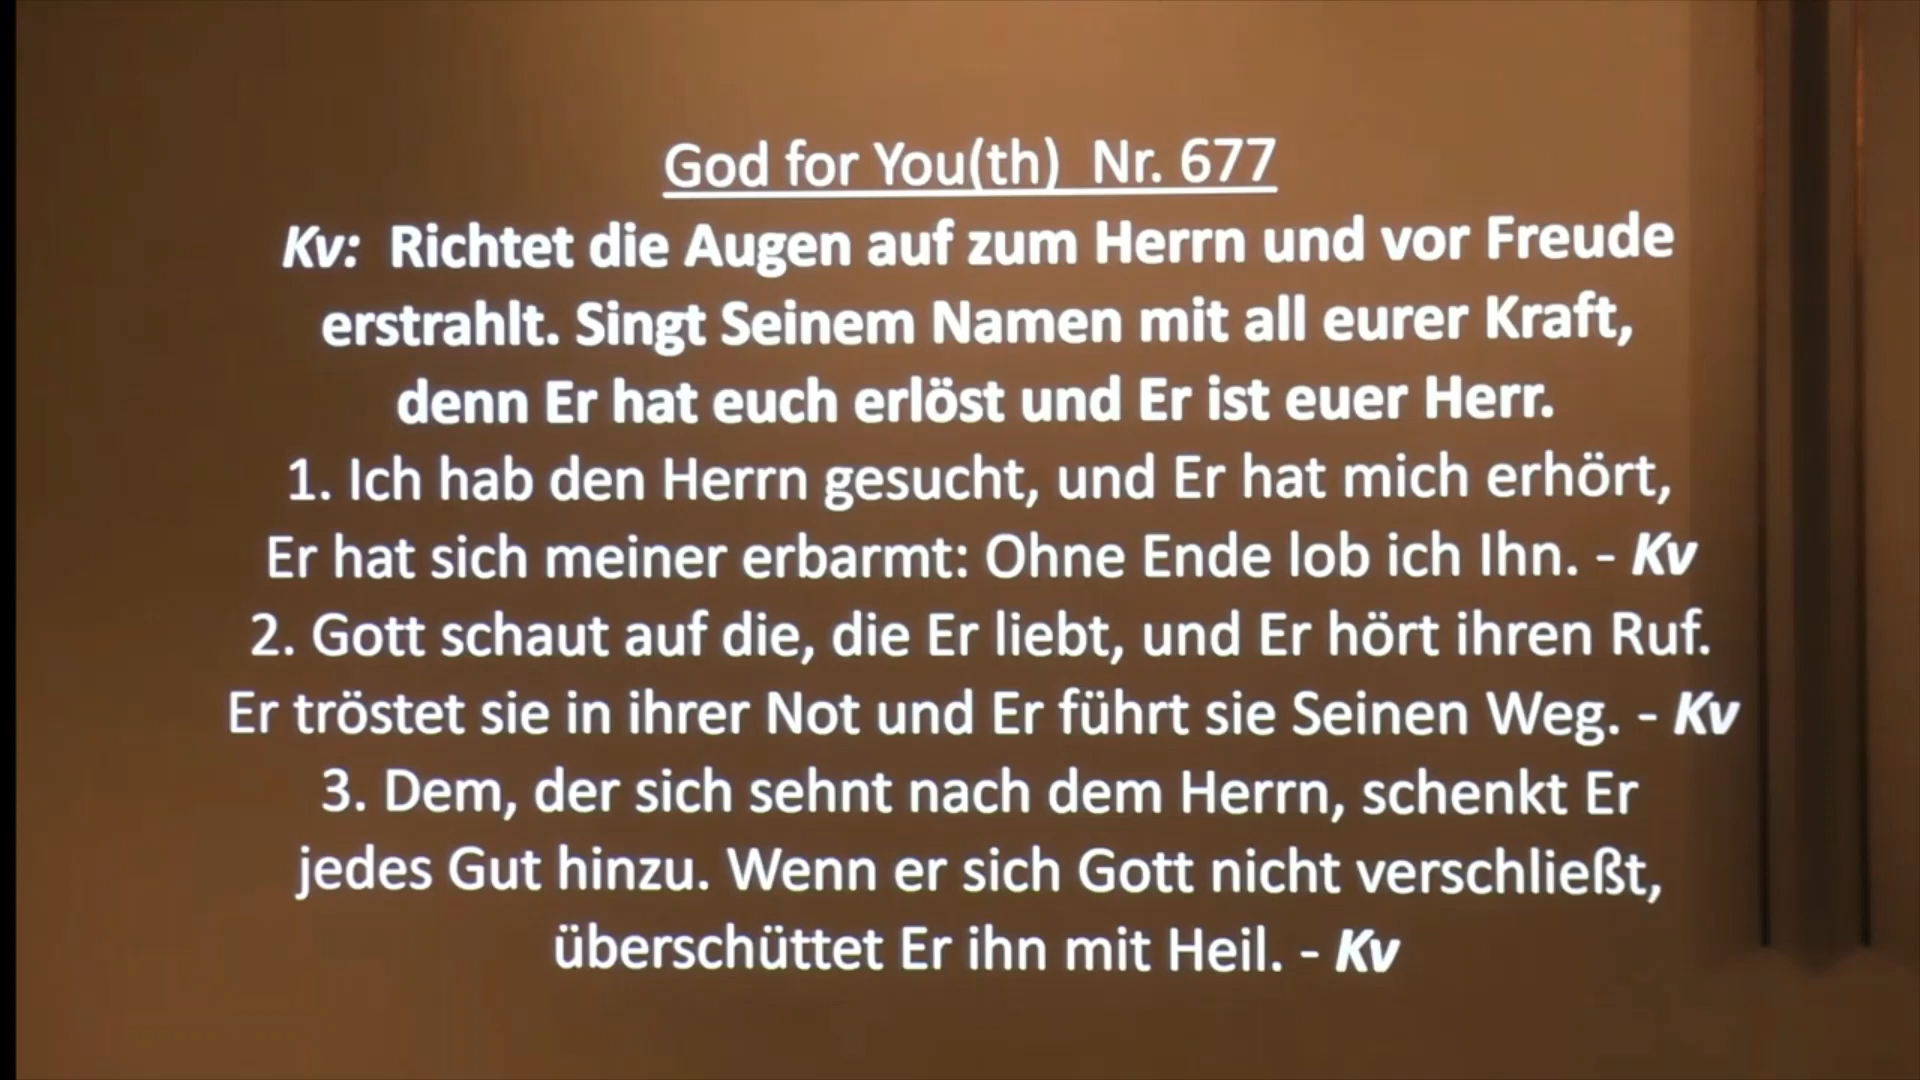 God for You(th)  Nr. 677
Kv:  Richtet die Augen auf zum Herrn und vor Freude
erstrahlt. Singt Seinem Namen mit all eurer Kraft,
denn Er hat euch erlöst und Er ist euer Herr.
1. Ich hab den Herrn gesucht, und Er hat mich erhört,
Er hat sich meiner erbarmt: Ohne Ende lob ich Ihn. - Kv
2. Gott schaut auf die, die Er liebt, und Er hört ihren Ruf.
Er tröstet sie in ihrer Not und Er führt sie Seinen Weg. - Kv
3. Dem, der sich sehnt nach dem Herrn, schenkt Er
jedes Gut hinzu. Wenn er sich Gott nicht verschließt,
überschüttet Er ihn mit Heil. - Kv